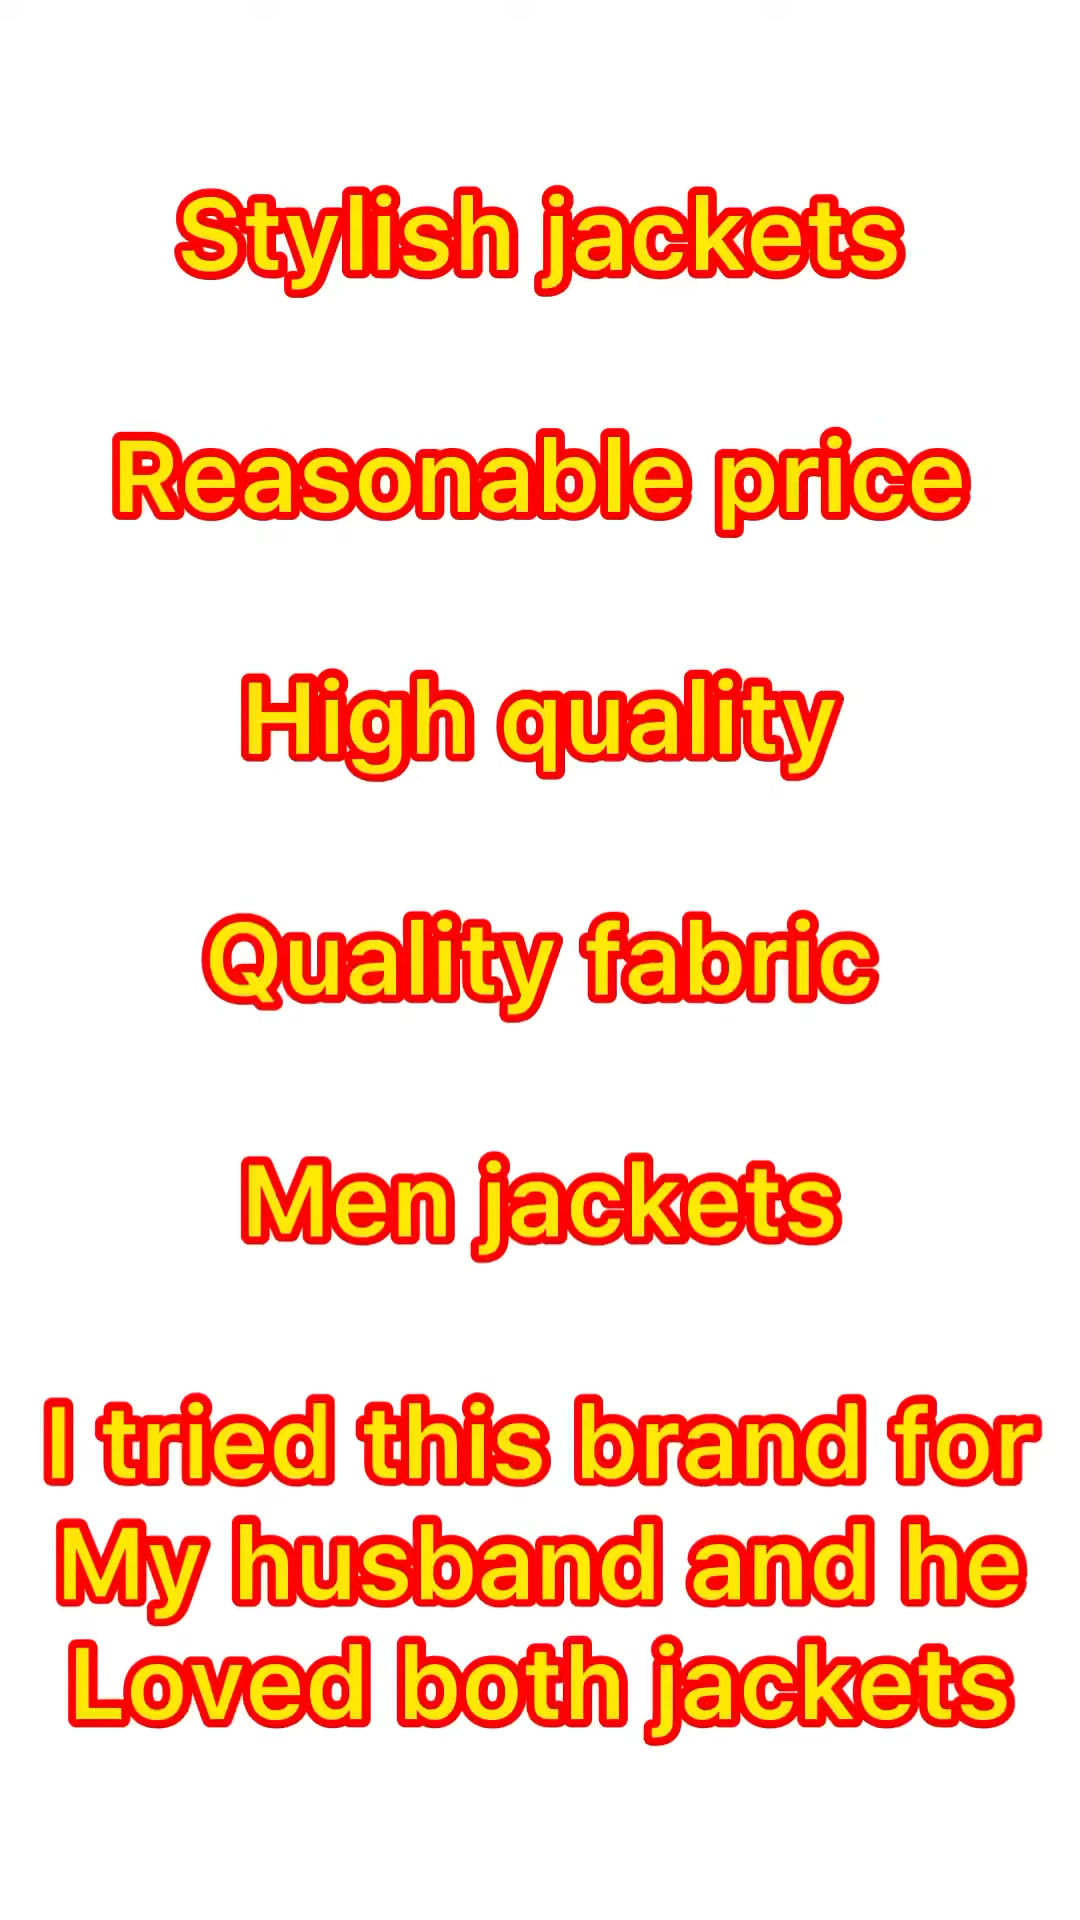 Stylish jackets
Reasonable price
High quality
Quality fabric
Men jackets
I tried this brand for
My husband and he
Loved both jackets